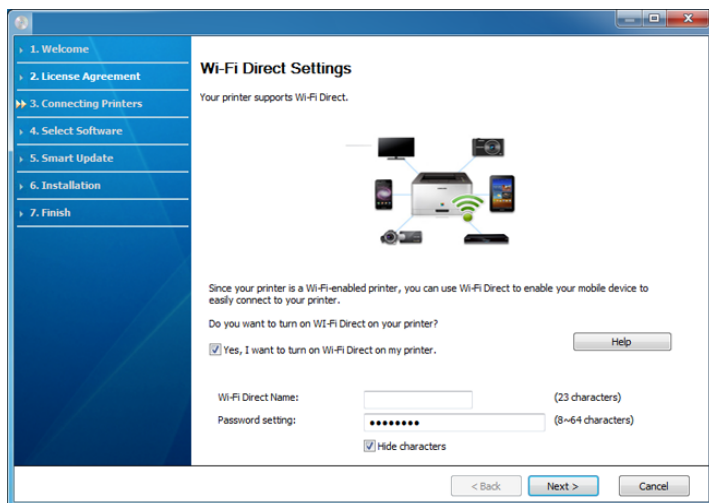 1. Welcome
2. License Agreement
3. Connecting Printers
4. Select Software
5. Smart Update
6. Installation
7. Finish
Wi-Fi Direct Settings
Your printer supports Wi-Fi Direct.
Since your printer is a Wi-Fi-enabled printer, you can use Wi-Fi Direct to enable your mobile device to
easily connect to your printer.
Do you want to turn on WI-Fi Direct on your printer?
Yes, I want to turn on Wi-Fi Direct on my printer.
Help
Wi-Fi Direct Name: (23 characters)
Password setting: ●●●●●●●● (8~64 characters)
Hide characters
< Back Next > Cancel